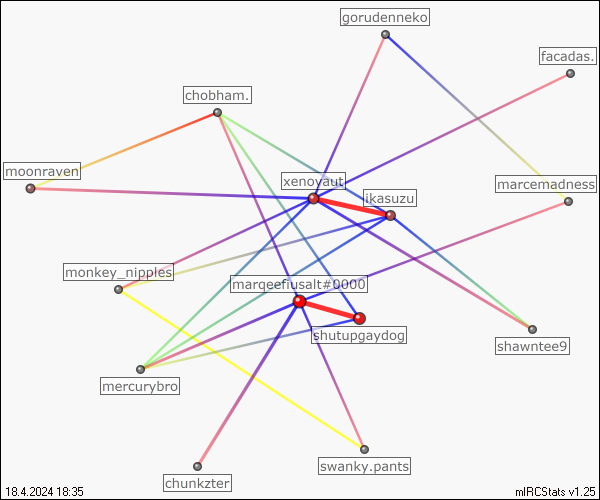 gorudenneko
facadas.
chobham.
moonraven
xenoyaut
marcemadness
ikasuzu
monkey_nipples
marqeefiusalt#0000
shutupgaydog
shawntee9
mercurybro
swanky.pants
chunkzter
18.4.2024 18:35
mIRCStats v1.25